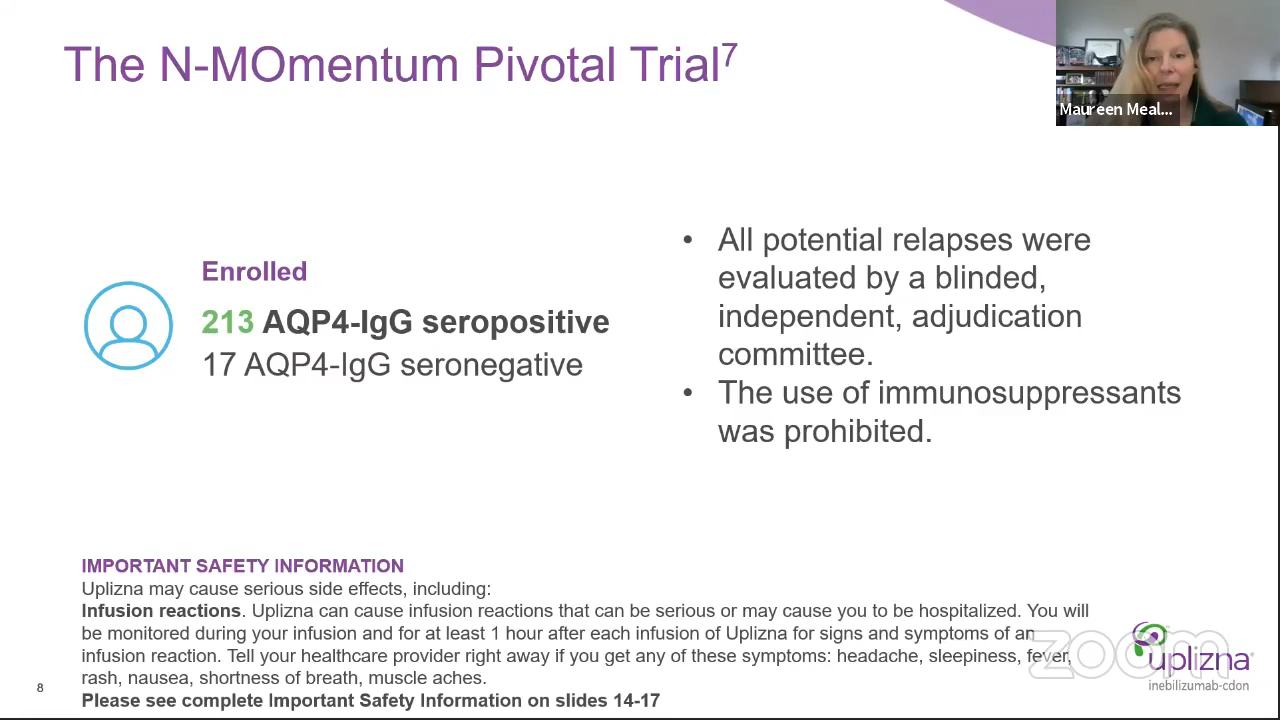 The N-MOmentum Pivotal Trial7
Maureen Meal...
Enrolled
213 AQP4-IgG seropositive
17 AQP4-IgG seronegative
• All potential relapses were
evaluated by a blinded,
independent, adjudication
committee.
• The use of immunosuppressants
was prohibited.
IMPORTANT SAFETY INFORMATION
Uplizna may cause serious side effects, including:
Infusion reactions. Uplizna can cause infusion reactions that can be serious or may cause you to be hospitalized. You will
be monitored during your infusion and for at least 1 hour after each infusion of Uplizna for signs and symptoms of an
infusion reaction. Tell your healthcare provider right away if you get any of these symptoms: headache, sleepiness, fever,
rash, nausea, shortness of breath, muscle aches.
Please see complete Important Safety Information on slides 14-17
8
zoom
uplizna
inebilizumab-cdon